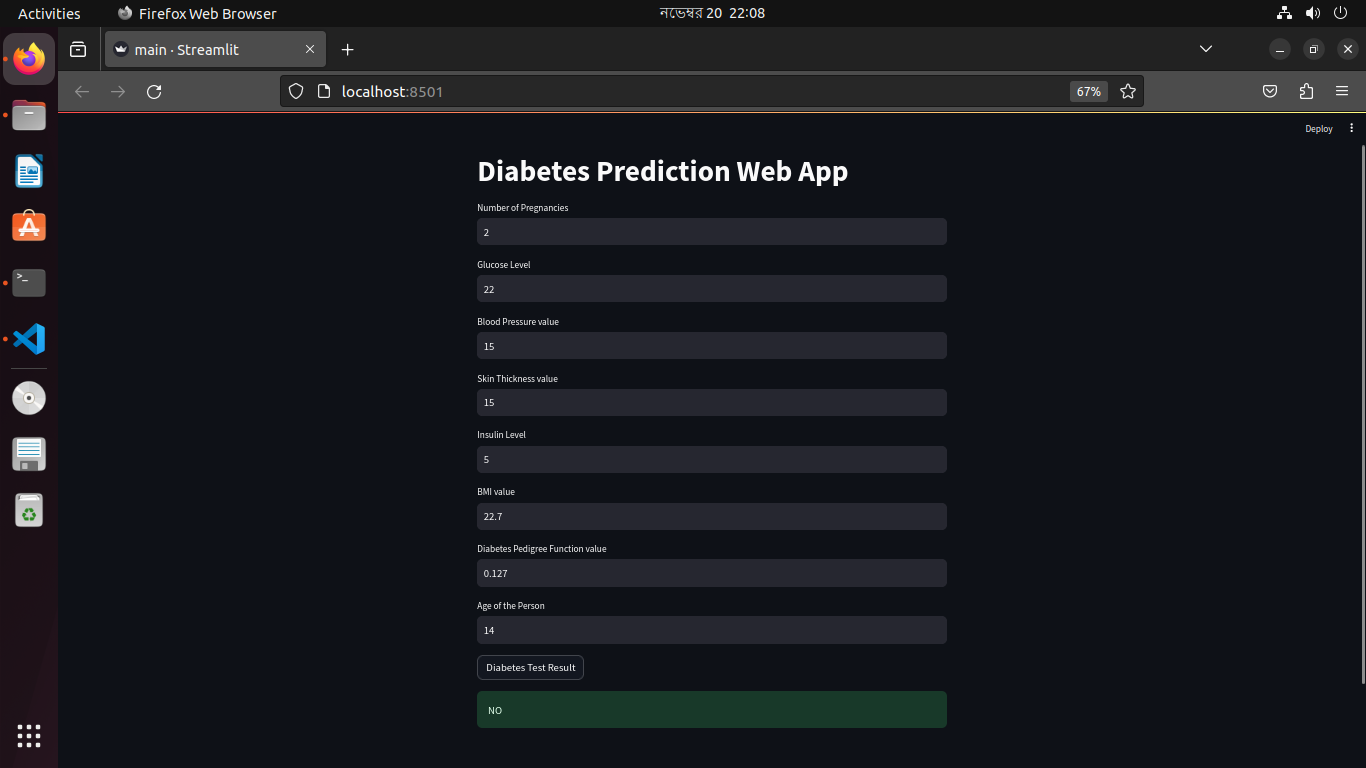 Activities
Firefox Web Browser
নভেম্বর 20 22:08
main · Streamlit
localhost:8501
67%
Deploy
Diabetes Prediction Web App
Number of Pregnancies
2
Glucose Level
22
Blood Pressure value
15
Skin Thickness value
15
Insulin Level
5
BMI value
22.7
Diabetes Pedigree Function value
0.127
Age of the Person
14
Diabetes Test Result
NO